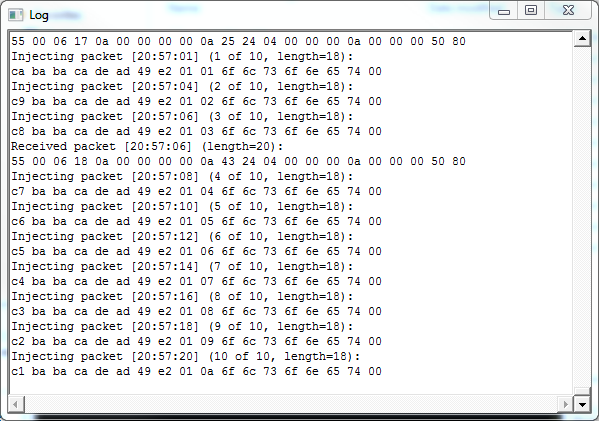 Log
55 00 06 17 0a 00 00 00 00 0a 25 24 04 00 00 00 0a 00 00 00 50 80
Injecting packet [20:57:01] (1 of 10, length=18):
ca ba ba ca de ad 49 e2 01 01 6f 6c 73 6f 6e 65 74 00
Injecting packet [20:57:04] (2 of 10, length=18):
c9 ba ba ca de ad 49 e2 01 02 6f 6c 73 6f 6e 65 74 00
Injecting packet [20:57:06] (3 of 10, length=18):
c8 ba ba ca de ad 49 e2 01 03 6f 6c 73 6f 6e 65 74 00
Received packet [20:57:06] (length=20):
55 00 06 18 0a 00 00 00 00 0a 43 24 04 00 00 00 0a 00 00 00 50 80
Injecting packet [20:57:08] (4 of 10, length=18):
c7 ba ba ca de ad 49 e2 01 04 6f 6c 73 6f 6e 65 74 00
Injecting packet [20:57:10] (5 of 10, length=18):
c6 ba ba ca de ad 49 e2 01 05 6f 6c 73 6f 6e 65 74 00
Injecting packet [20:57:12] (6 of 10, length=18):
c5 ba ba ca de ad 49 e2 01 06 6f 6c 73 6f 6e 65 74 00
Injecting packet [20:57:14] (7 of 10, length=18):
c4 ba ba ca de ad 49 e2 01 07 6f 6c 73 6f 6e 65 74 00
Injecting packet [20:57:16] (8 of 10, length=18):
c3 ba ba ca de ad 49 e2 01 08 6f 6c 73 6f 6e 65 74 00
Injecting packet [20:57:18] (9 of 10, length=18):
c2 ba ba ca de ad 49 e2 01 09 6f 6c 73 6f 6e 65 74 00
Injecting packet [20:57:20] (10 of 10, length=18):
c1 ba ba ca de ad 49 e2 01 0a 6f 6c 73 6f 6e 65 74 00